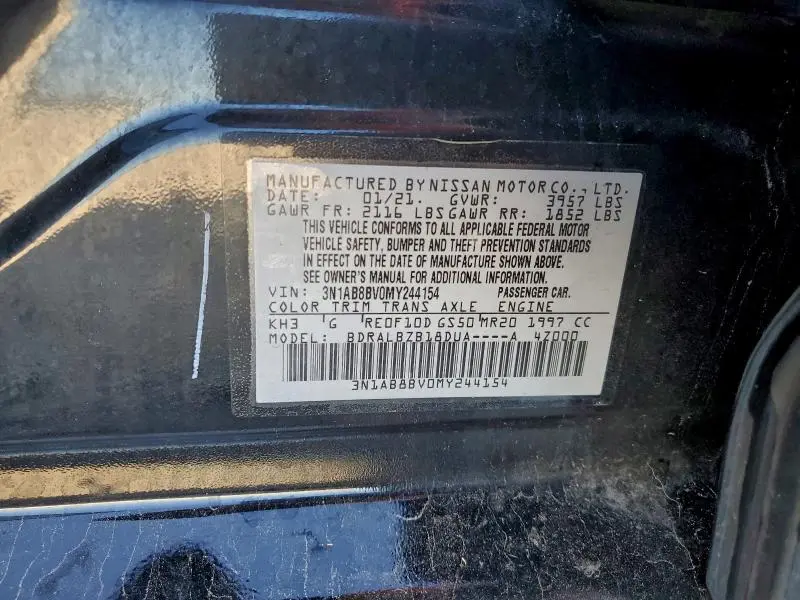 MANUFACTURED BY NISSAN MOTOR CO., LTD.
DATE: 01/21. GVWR: 3957 LBS
GAWR FR: 2116 LBS GAWR RR: 1852 LBS
THIS VEHICLE CONFORMS TO ALL APPLICABLE FEDERAL MOTOR
VEHICLE SAFETY, BUMPER AND THEFT PREVENTION STANDARDS
IN EFFECT ON THE DATE OF MANUFACTURE SHOWN ABOVE.
SEE OWNER'S MANUAL FOR ADDITIONAL INFORMATION.
VIN: 3N1AB8BV0MY244154 PASSENGER CAR.
COLOR TRIM TRANS AXLE ENGINE
KH3 'G 'RE0F10D GS50'MR20 1997 CC
MODEL: BDRALBZB18DUA----A 4Z000
3N1AB8BV0MY244154